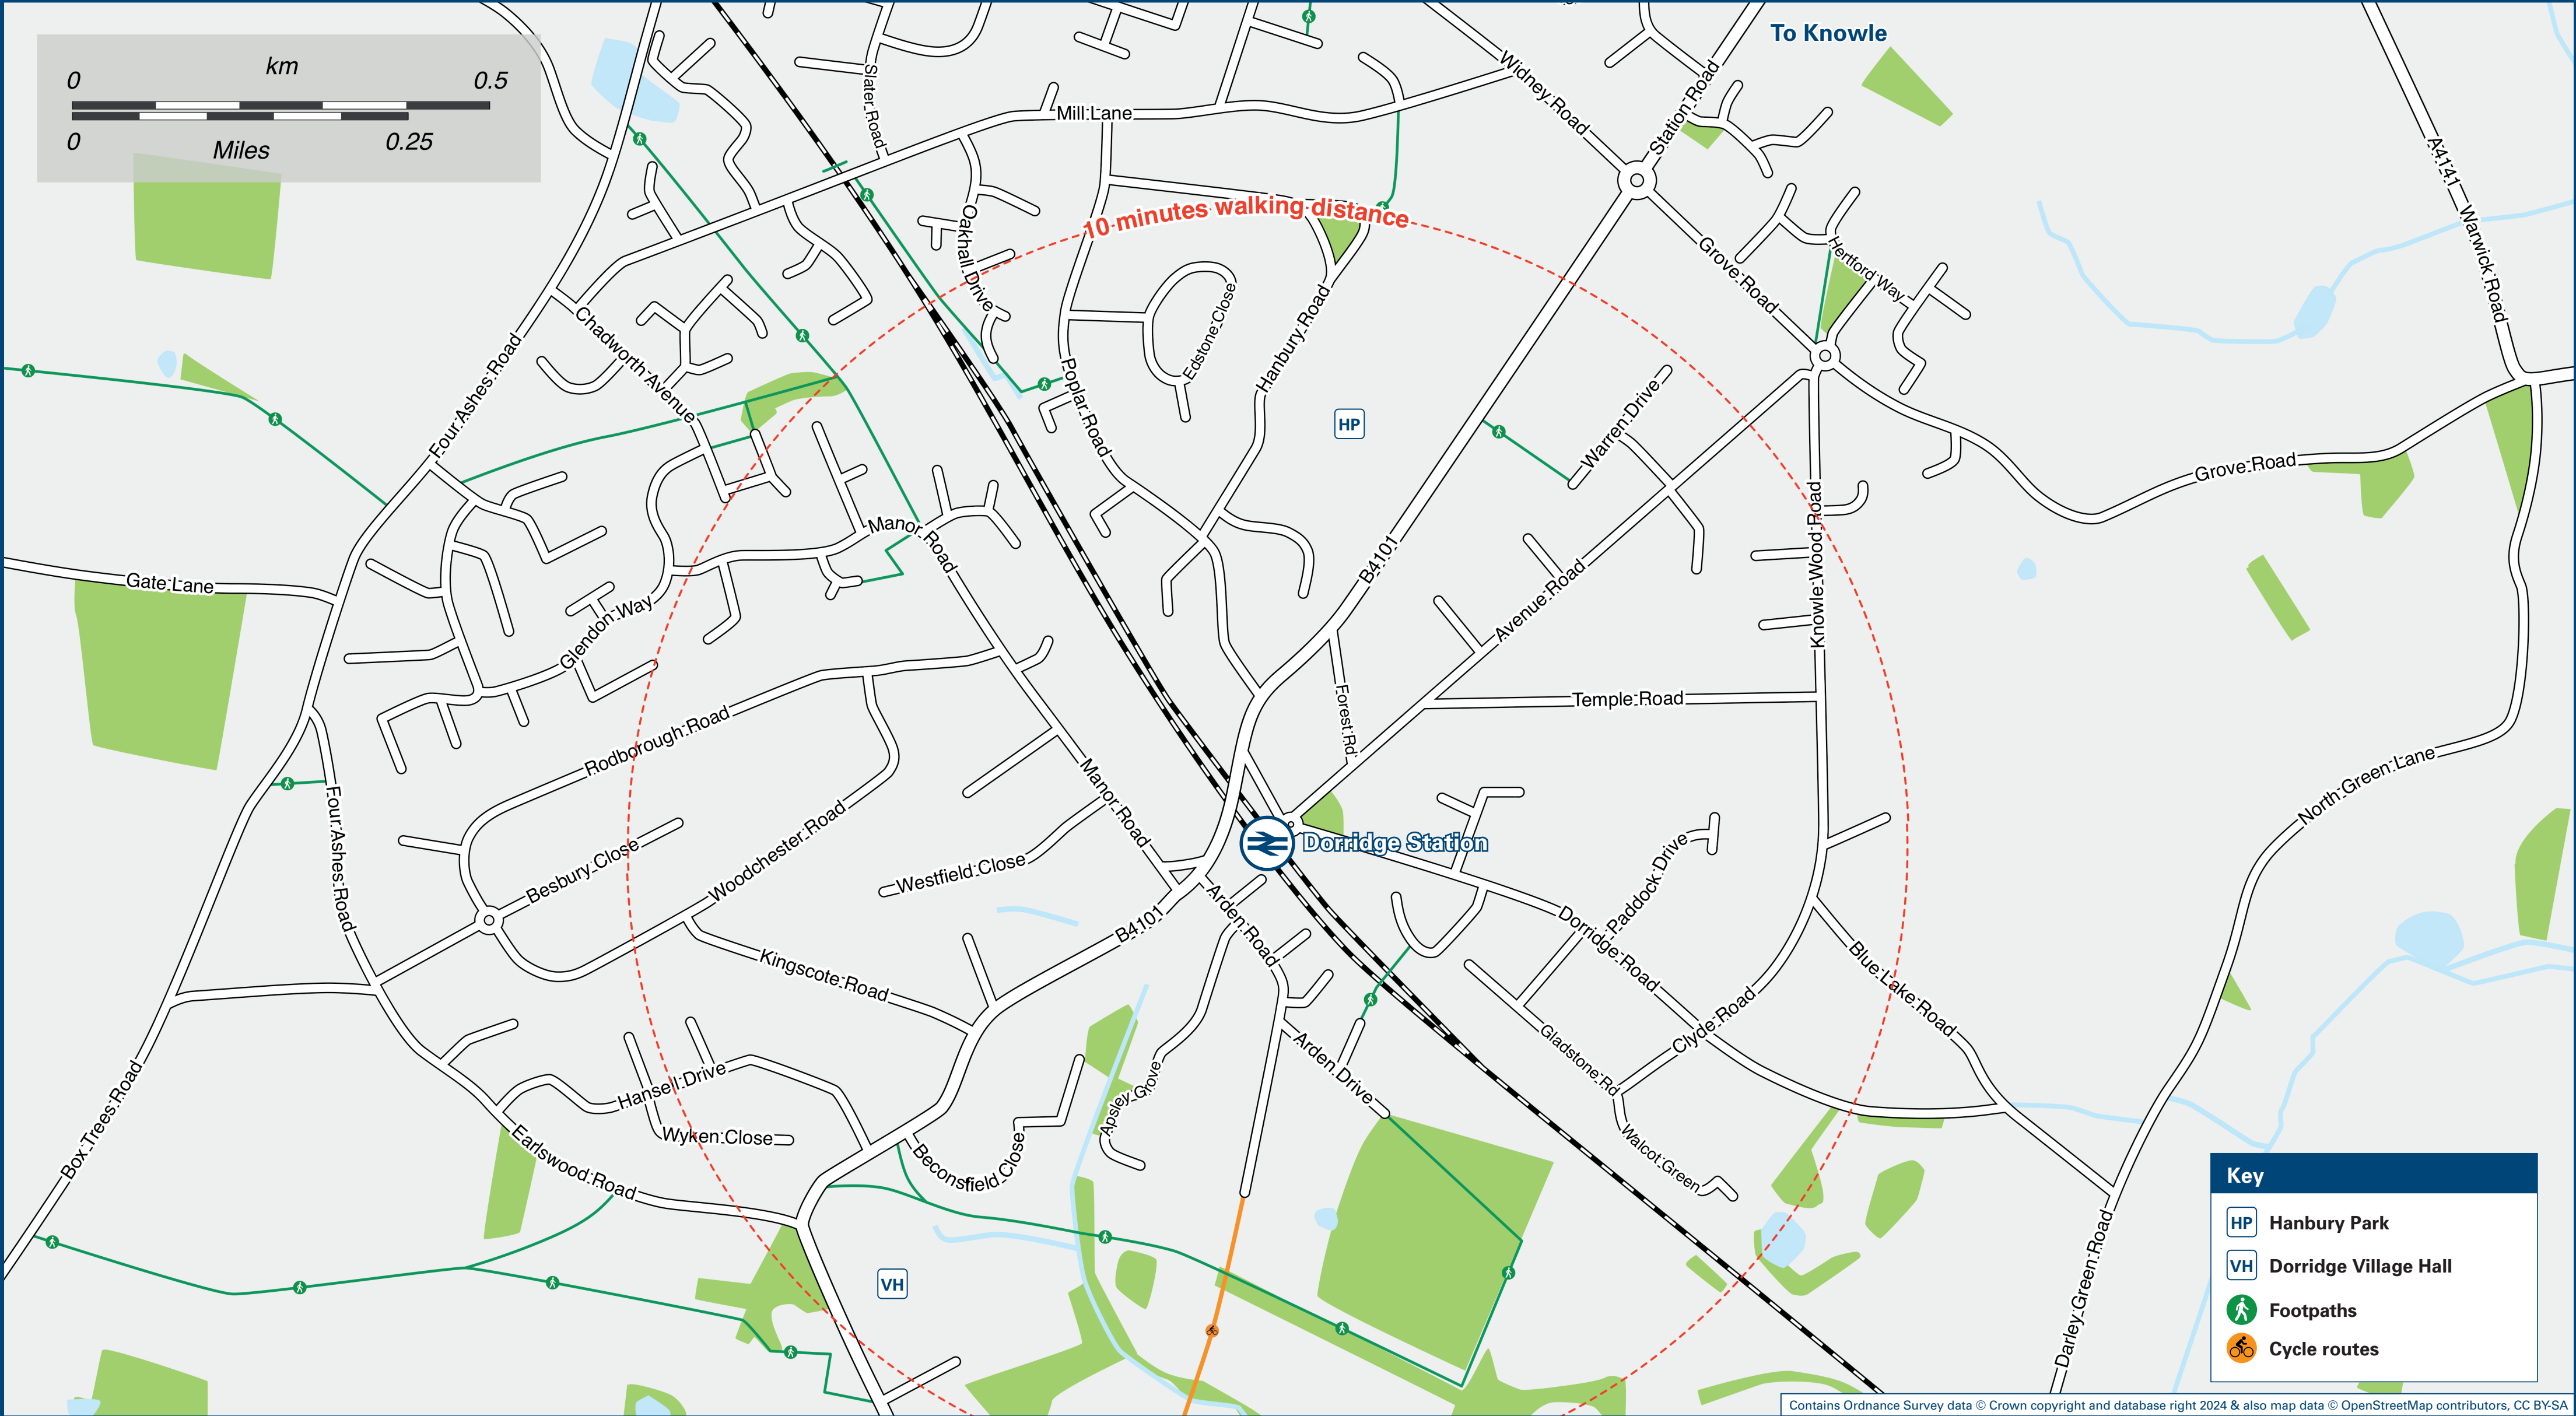 To Knowle
km
0 0.5
0 0.25
Miles
Slater Road
Mill Lane
Widney Road
Station Road
A4141
Warwick Road
10 minutes walking distance
Oakhall Drive
Grove Road
Hertford Way
Chadworth Avenue
Edstone Close
Hanbury Road
Four Ashes Road
Poplar Road
HP
Warren Drive
Grove Road
Manor Road
Knowle Wood Road
B4101
Gate Lane
Avenue Road
Glendon Way
Forest Rd
Temple Road
Rodborough Road
Manor Road
North Green Lane
Four Ashes Road
Dorridge Station
Besbury Close
Woodchester Road
Westfield Close
Paddock Drive
Arden Road
B4101
Dorridge Road
Kingscote Road
Blue Lake Road
Clyde Road
Gladstone Rd
Arden Drive
Hansell Drive
Apsley Grove
Box Trees Road
Wyken Close
Earlswood Road
Beconsfield Close
Walcot Green
VH
Darley Green Road
Key
HP Hanbury Park
VH Dorridge Village Hall
Footpaths
Cycle routes
Contains Ordnance Survey data © Crown copyright and database right 2024 & also map data © OpenStreetMap contributors, CC BY-SA